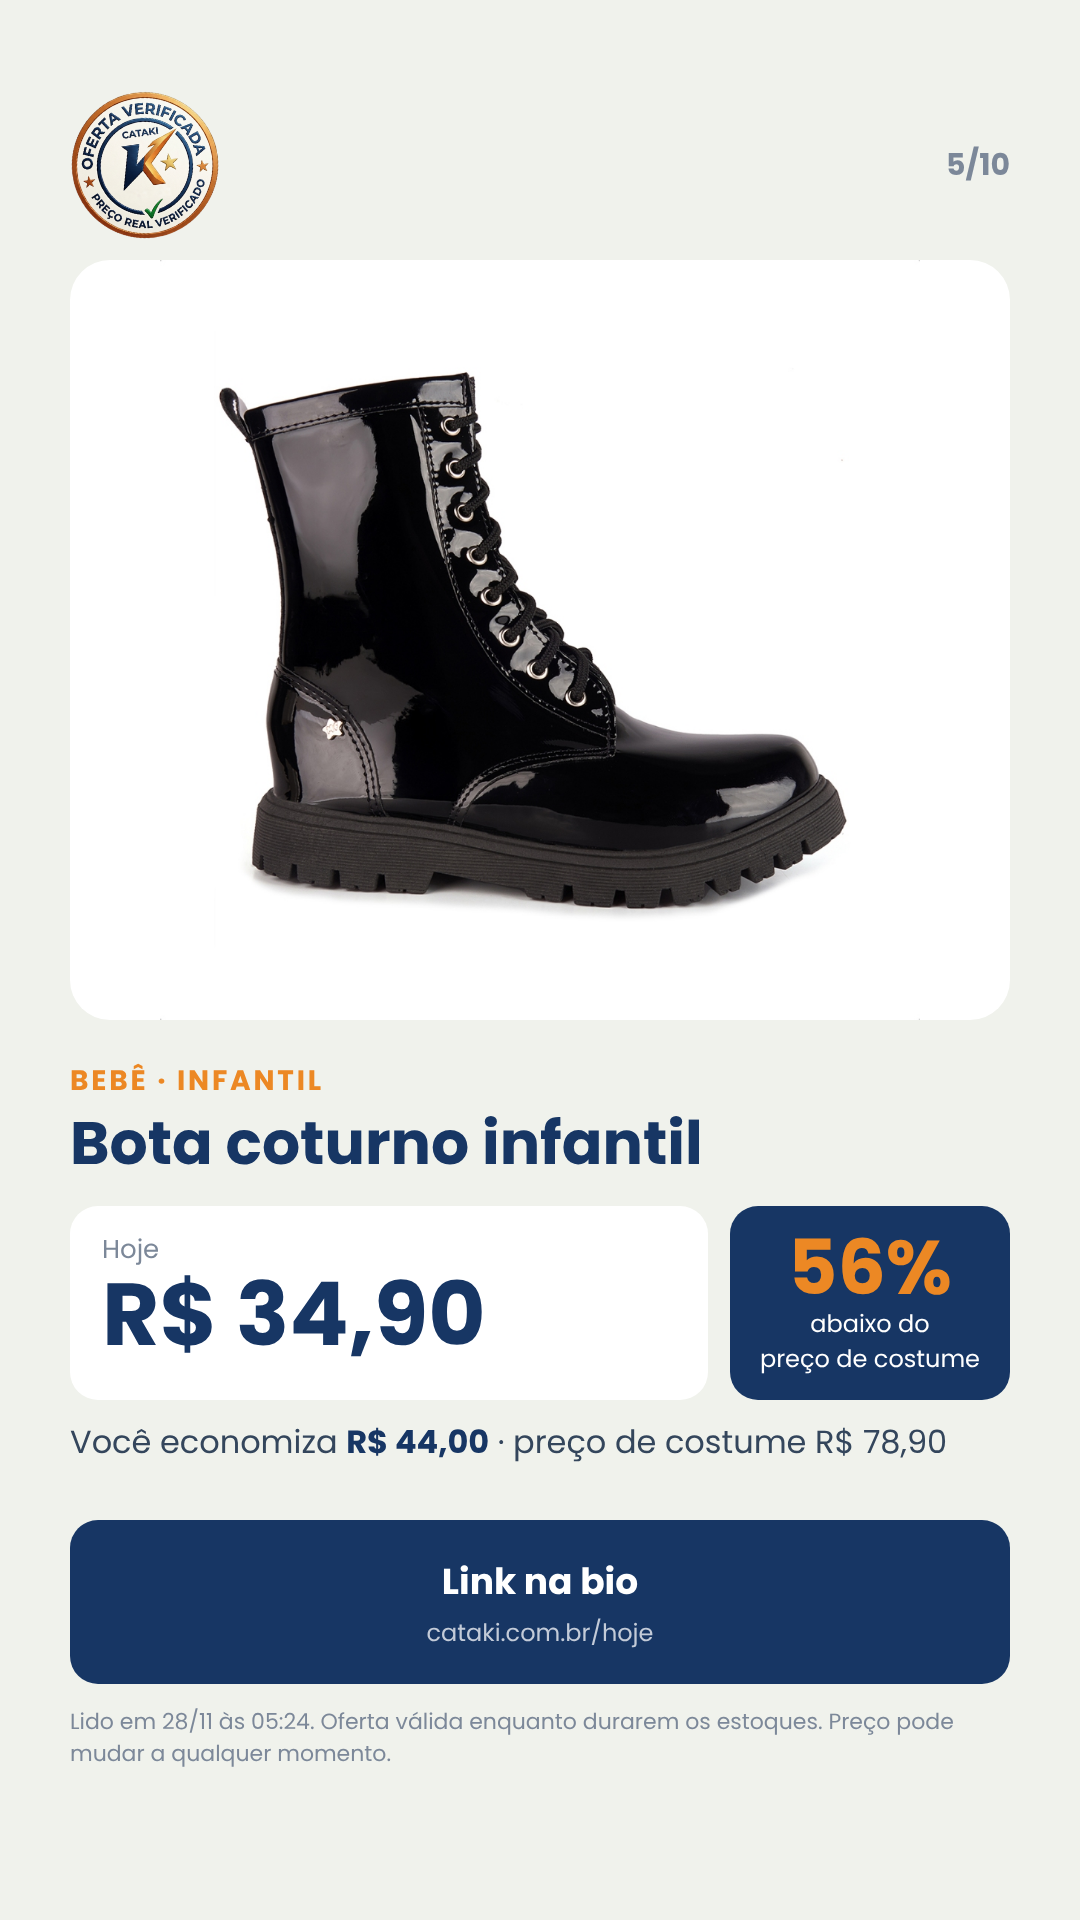 OFERTA VERIFICADA
CATAKI
PREÇO REAL VERIFICADO
5/10
BEBÊ · INFANTIL
Bota coturno infantil
Hoje
R$ 34,90
56%
abaixo do
preço de costume
Você economiza R$ 44,00 · preço de costume R$ 78,90
Link na bio
cataki.com.br/hoje
Lido em 28/11 às 05:24. Oferta válida enquanto durarem os estoques. Preço pode
mudar a qualquer momento.